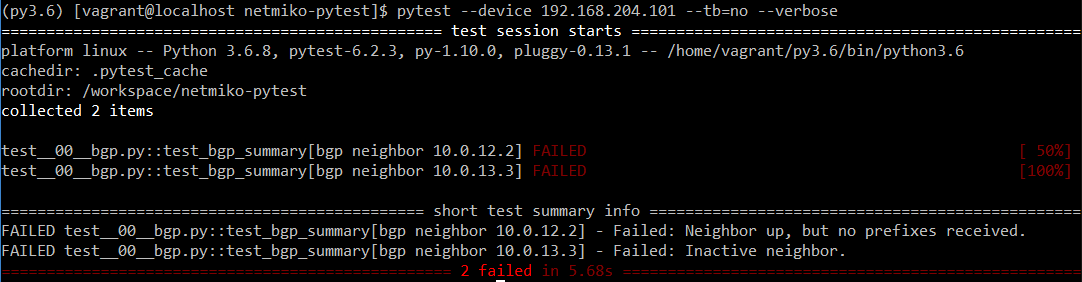 (py3.6) [vagrant@localhost netmiko-pytest]$ pytest --device 192.168.204.101 --tb=no --verbose
================================================= test session starts =================================================
platform linux -- Python 3.6.8, pytest-6.2.3, py-1.10.0, pluggy-0.13.1 -- /home/vagrant/py3.6/bin/python3.6
cachedir: .pytest_cache
rootdir: /workspace/netmiko-pytest
collected 2 items
test__00__bgp.py::test_bgp_summary[bgp neighbor 10.0.12.2] FAILED [ 50%]
test__00__bgp.py::test_bgp_summary[bgp neighbor 10.0.13.3] FAILED [100%]
=============================================== short test summary info ===============================================
FAILED test__00__bgp.py::test_bgp_summary[bgp neighbor 10.0.12.2] - Failed: Neighbor up, but no prefixes received.
FAILED test__00__bgp.py::test_bgp_summary[bgp neighbor 10.0.13.3] - Failed: Inactive neighbor.
================================================== 2 failed in 5.68s ==================================================